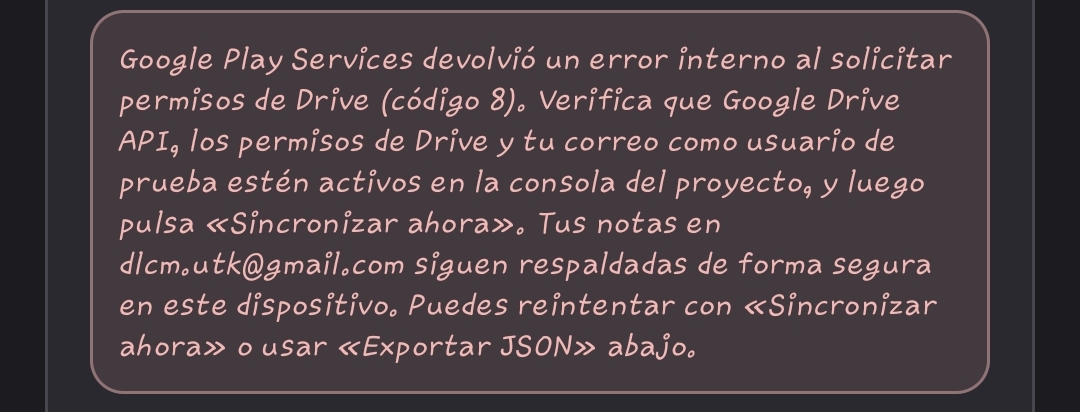 Google Play Services devolvió un error interno al solicitar
permisos de Drive (código 8). Verifica que Google Drive
API, los permisos de Drive y tu correo como usuario de
prueba estén activos en la consola del proyecto, y luego
pulsa «Sincronizar ahora». Tus notas en
dlcm.utk@gmail.com siguen respaldadas de forma segura
en este dispositivo. Puedes reintentar con «Sincronizar
ahora» o usar «Exportar JSON» abajo.